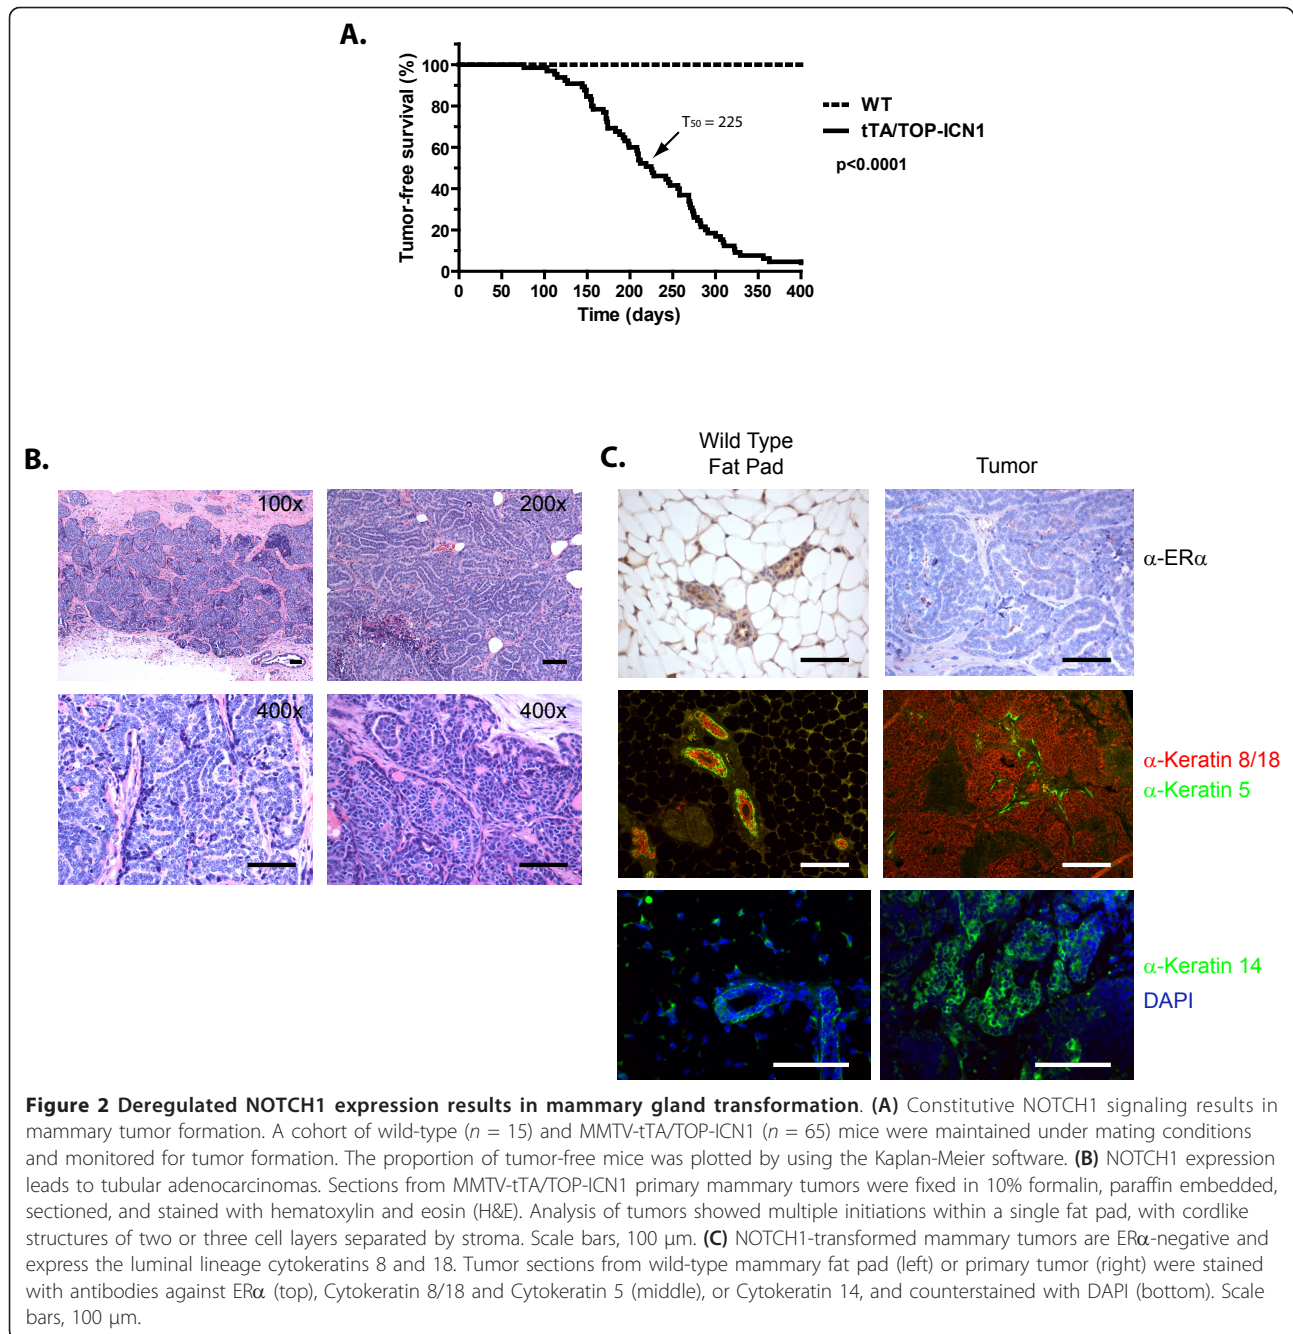 A.
Tumor-free survival (%)
100
80
60
40
20
0
0 50 100 150 200 250 300 350 400
Time (days)
T50 = 225
WT
tTA/TOP-ICN1
p<0.0001
B.
100x
200x
400x
400x
C.
Wild Type
Fat Pad
Tumor
α-ERα
α-Keratin 8/18
α-Keratin 5
α-Keratin 14
DAPI
Figure 2 Deregulated NOTCH1 expression results in mammary gland transformation. (A) Constitutive NOTCH1 signaling results in
mammary tumor formation. A cohort of wild-type (n = 15) and MMTV-tTA/TOP-ICN1 (n = 65) mice were maintained under mating conditions
and monitored for tumor formation. The proportion of tumor-free mice was plotted by using the Kaplan-Meier software. (B) NOTCH1 expression
leads to tubular adenocarcinomas. Sections from MMTV-tTA/TOP-ICN1 primary mammary tumors were fixed in 10% formalin, paraffin embedded,
sectioned, and stained with hematoxylin and eosin (H&E). Analysis of tumors showed multiple initiations within a single fat pad, with cordlike
structures of two or three cell layers separated by stroma. Scale bars, 100 μm. (C) NOTCH1-transformed mammary tumors are ERα-negative and
express the luminal lineage cytokeratins 8 and 18. Tumor sections from wild-type mammary fat pad (left) or primary tumor (right) were stained
with antibodies against ERα (top), Cytokeratin 8/18 and Cytokeratin 5 (middle), or Cytokeratin 14, and counterstained with DAPI (bottom). Scale
bars, 100 μm.